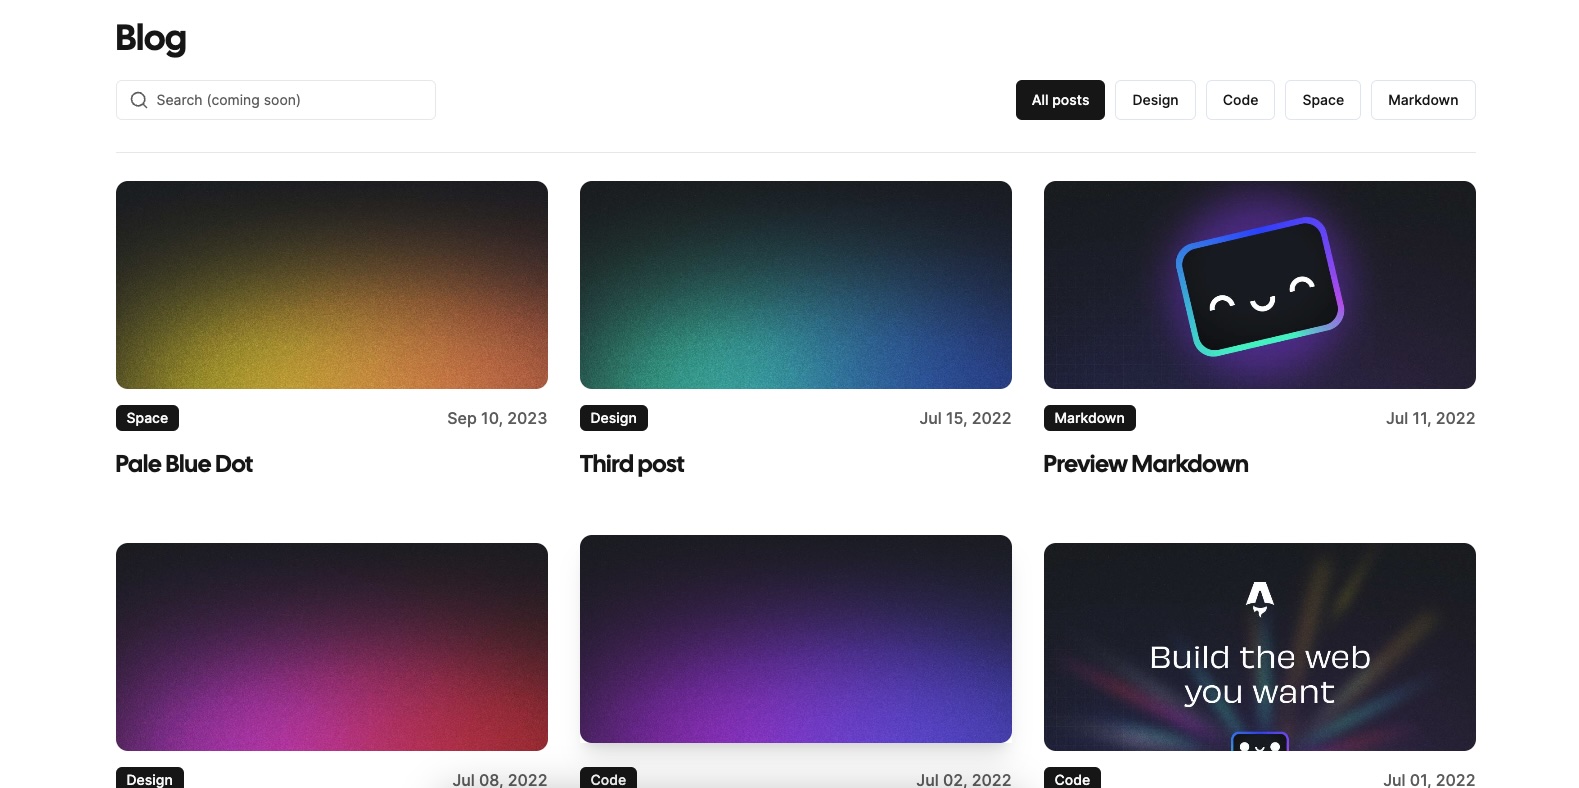 Blog
Search (coming soon)
All posts
Design
Code
Space
Markdown
Space
Sep 10, 2023
Design
Jul 15, 2022
Markdown
Jul 11, 2022
Pale Blue Dot
Third post
Preview Markdown
Build the web
you want
Design
Jul 08, 2022
Code
Jul 02, 2022
Code
Jul 01, 2022